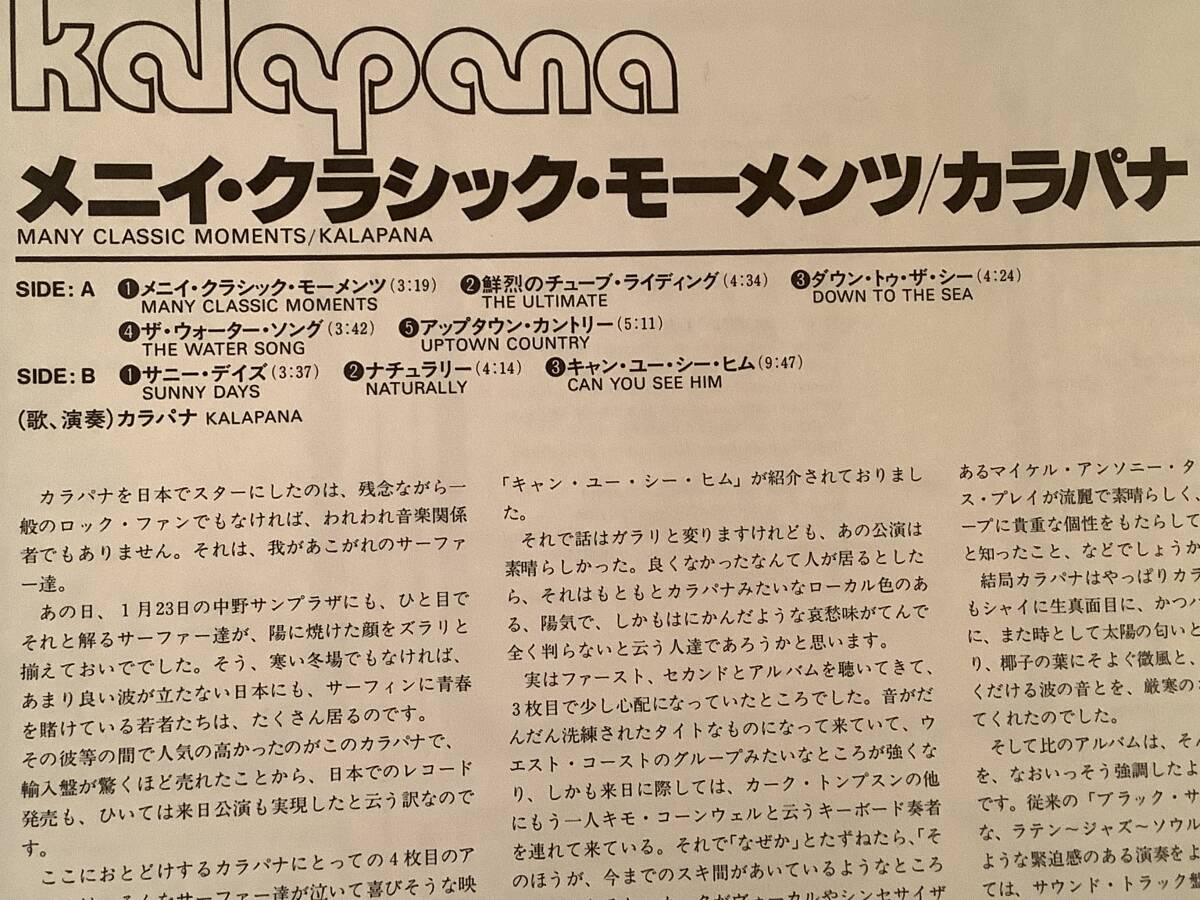 kalapana
メニイ・クラシック・モーメンツ/カラパナ
MANY CLASSIC MOMENTS/KALAPANA
SIDE: A ❶メニイ・クラシック・モーメンツ(3:19) ❷鮮烈のチューブ・ライディング(4:34) ❸ダウン・トゥ・ザ・シー(4:24)
MANY CLASSIC MOMENTS THE ULTIMATE DOWN TO THE SEA
❹ザ・ウォーター・ソング(3:42) ❺アップタウン・カントリー(5:11)
THE WATER SONG UPTOWN COUNTRY
SIDE: B ❶サニー・デイズ(3:37) ❷ナチュラリー(4:14) ❸キャン・ユー・シー・ヒム(9:47)
SUNNY DAYS NATURALLY CAN YOU SEE HIM
(歌、演奏)カラパナ KALAPANA
カラパナを日本でスターにしたのは、残念ながら一
般のロック・ファンでもなければ、われわれ音楽関係
者でもありません。それは、我があこがれのサーファ
ー達。
あの日、1月23日の中野サンプラザにも、ひと目で
それと解るサーファー達が、陽に焼けた顔をズラリと
揃えておいででした。そう、寒い冬場でもなければ、
あまり良い波が立たない日本にも、サーフィンに青春
を賭けている若者たちは、たくさん居るのです。
その彼等の間で人気の高かったのがこのカラパナで、
輸入盤が驚くほど売れたことから、日本でのレコード
発売も、ひいては来日公演も実現したと云う訳なので
す。
ここにおとどけするカラパナにとっての4枚目のア
「キャン・ユー・シー・ヒム」が紹介されておりまし
た。
それで話はガラリと変りますけれども、あの公演は
素晴らしかった。良くなかったなんて人が居るとした
ら、それはもともとカラパナみたいなローカル色のあ
る、陽気で、しかもはにかんだような哀愁味がてんで
全く判らないと云う人達であろうかと思います。
実はファースト、セカンドとアルバムを聴いてきて、
3枚目で少し心配になっていたところでした。音がだ
んだん洗練されたタイトなものになって来ていて、ウ
エスト・コーストのグループみたいなところが強くな
り、しかも来日に際しては、カーク・トンプスンの他
にもう一人キモ・コーンウェルと云うキーボード奏者
を連れて来ている。それで「なぜか」とたずねたら、「そ
のほうが、今までのスキ間があいているようなところ
あるマイケル・アンソニー・タ
ス・プレイが流麗で素晴らしく、
ープに貴重な個性をもたらして
と知ったこと、などでしょうか
結局カラパナはやっぱりカラ
もシャイに生真面目に、かつパ
に、また時として太陽の匂いと
り、椰子の葉にそよぐ微風と、
くだける波の音とを、厳寒の
てくれたのでした。
そして比のアルバムは、そん
を、なおいっそう強調したよ
です。従来の「ブラック・サ
な、ラテン～ジャズ～ソウル
ような緊迫感のある演奏をよ
ては、サウンド・トラック盤